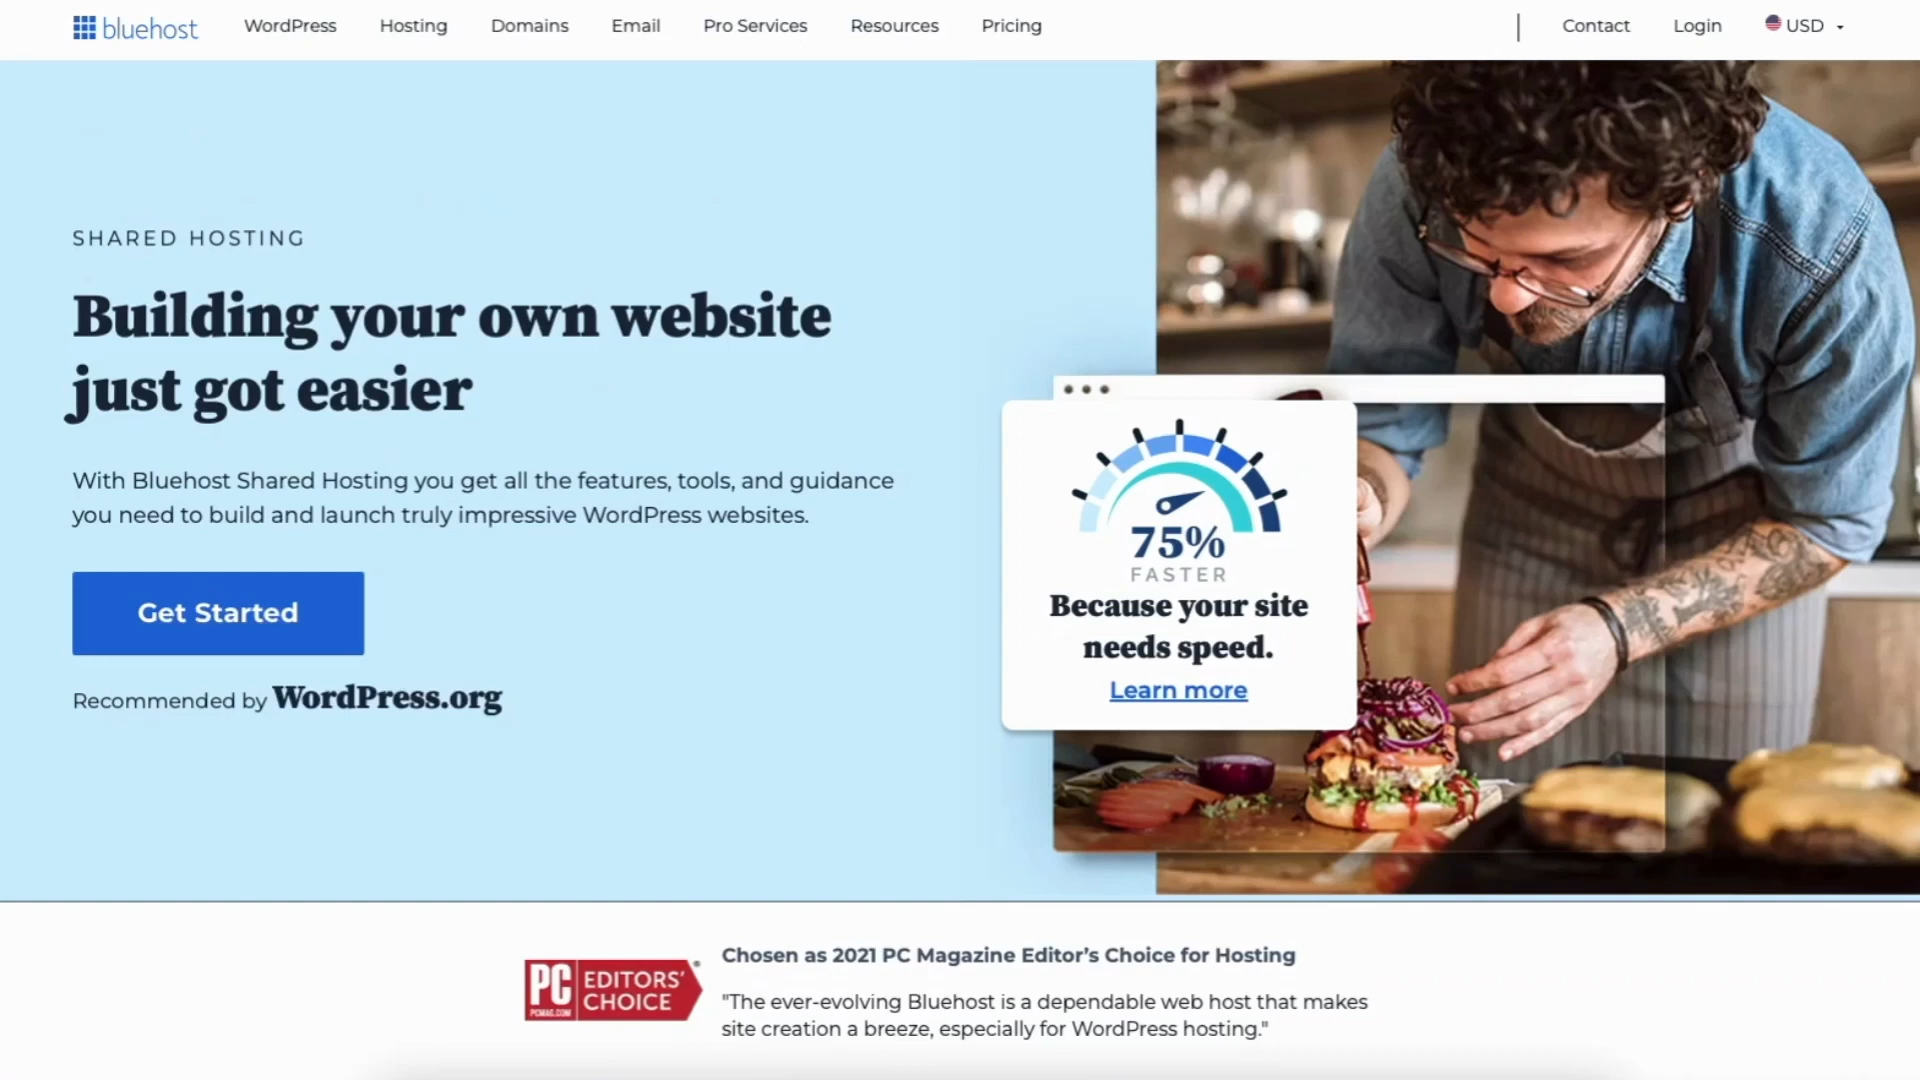 bluehost
WordPress
Hosting
Domains
Email
Pro Services
Resources
Pricing
Contact
Login
USD
SHARED HOSTING
Building your own website
just got easier
With Bluehost Shared Hosting you get all the features, tools, and guidance
you need to build and launch truly impressive WordPress websites.
Get Started
Recommended by WordPress.org
75%
FASTER
Because your site
needs speed.
Learn more
PC
PCMAG.COM
EDITORS'
CHOICE
Chosen as 2021 PC Magazine Editor's Choice for Hosting
"The ever-evolving Bluehost is a dependable web host that makes
site creation a breeze, especially for WordPress hosting."